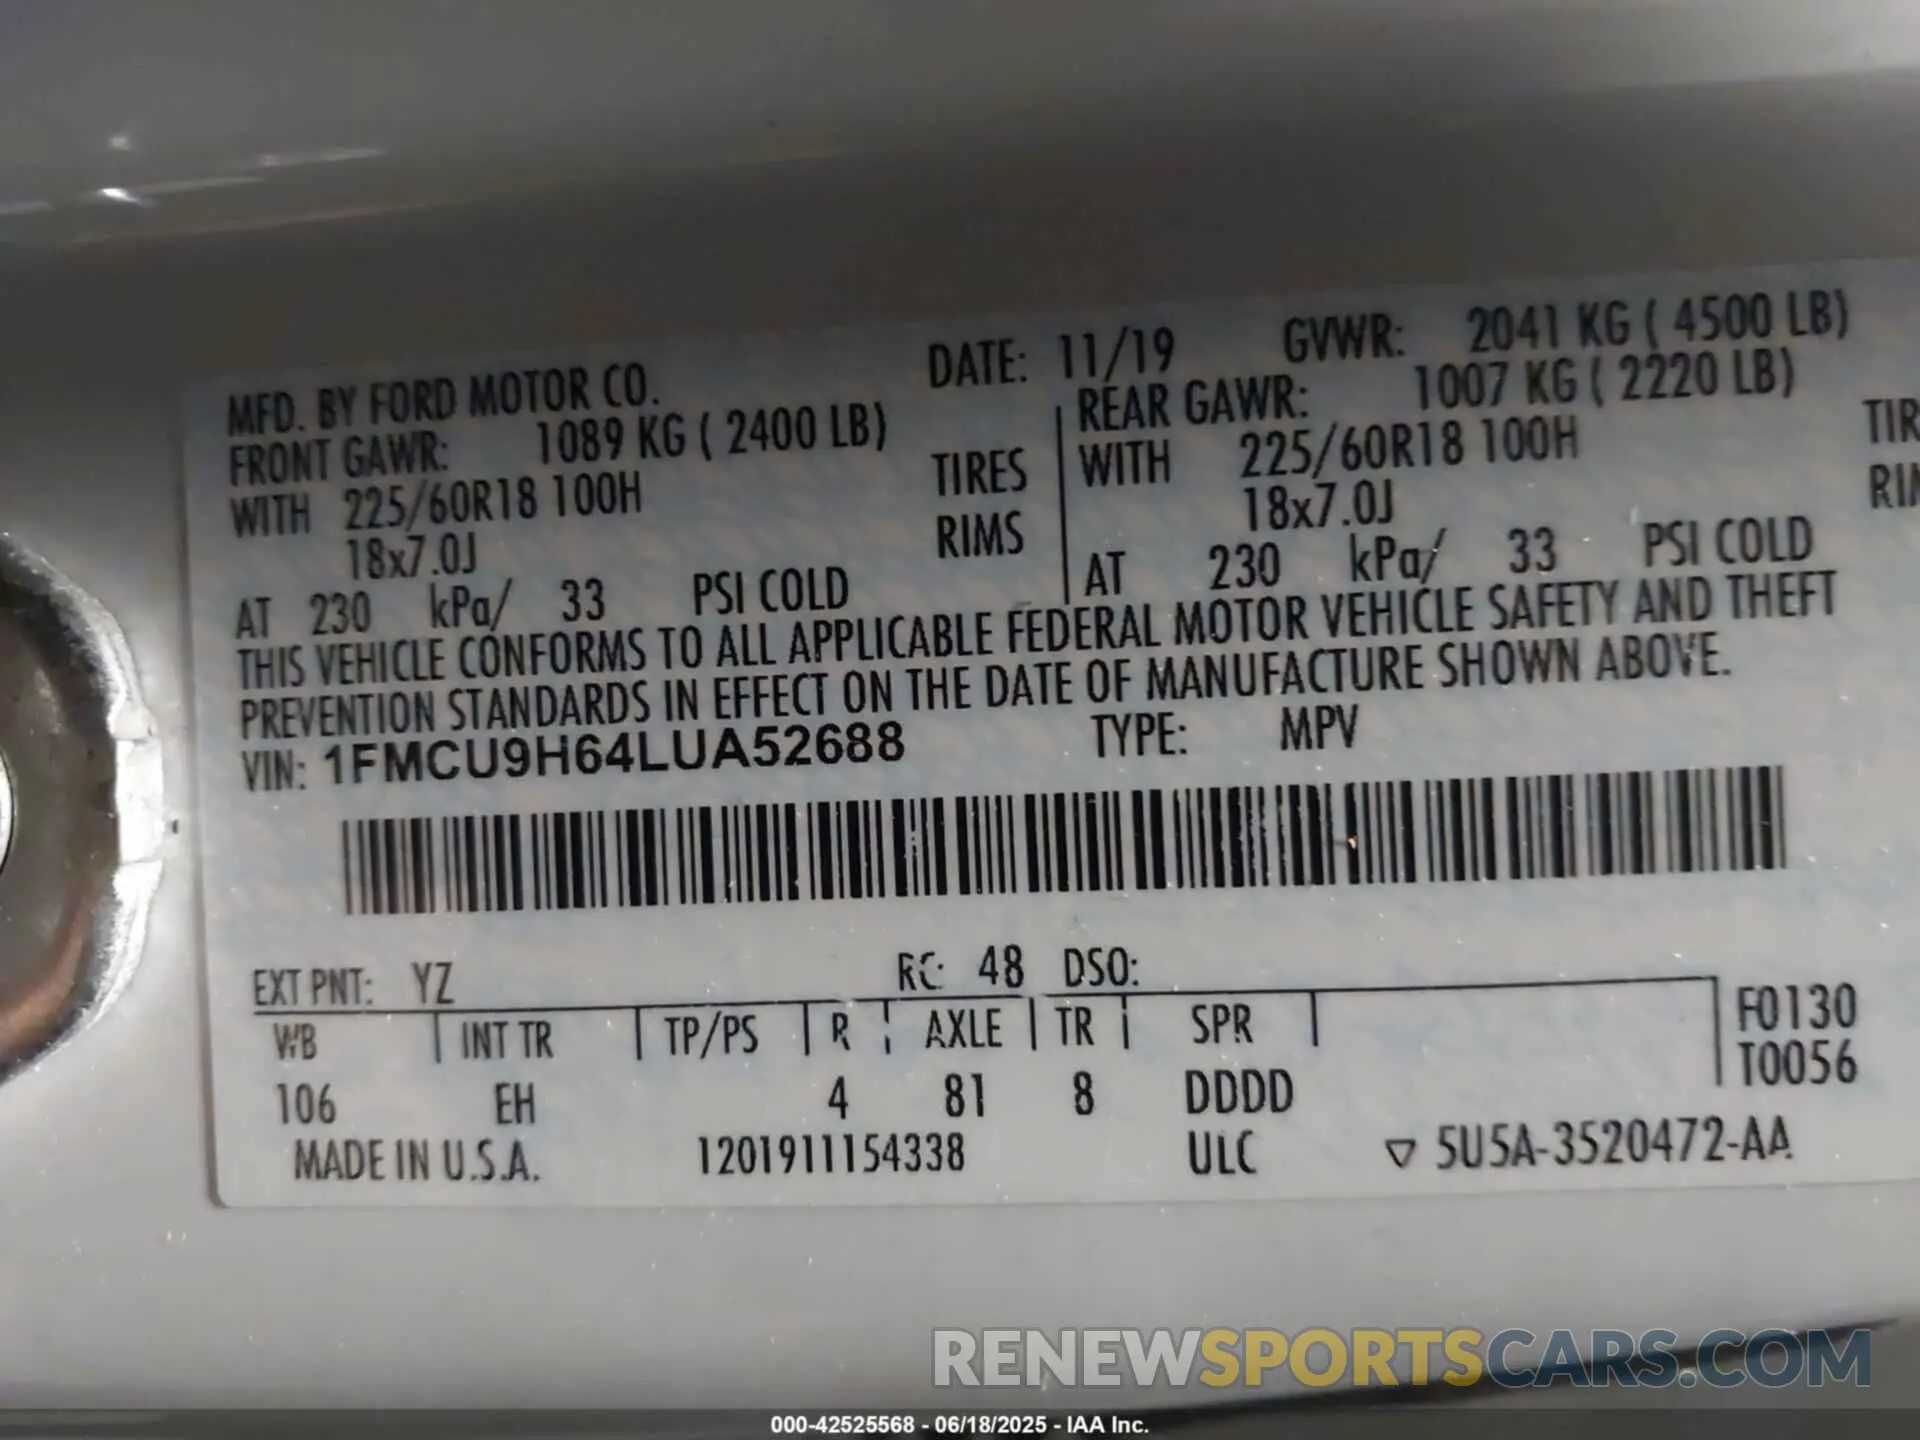 MFD. BY FORD MOTOR CO. DATE: 11/19 GVWR: 2041 KG ( 4500 LB)
FRONT GAWR: 1089 KG ( 2400 LB) REAR GAWR: 1007 KG ( 2220 LB)
WITH 225/60R18 100H TIRES WITH 225/60R18 100H TIR
18x7.0J RIMS 18x7.0J RI
AT 230 kPa/ 33 PSI COLD AT 230 kPa/ 33 PSI COLD
THIS VEHICLE CONFORMS TO ALL APPLICABLE FEDERAL MOTOR VEHICLE SAFETY AND THEFT
PREVENTION STANDARDS IN EFFECT ON THE DATE OF MANUFACTURE SHOWN ABOVE.
VIN: 1FMCU9H64LUA52688 TYPE: MPV
EXT PNT: YZ RC: 48 DSO:
WB INT TR TP/PS R AXLE TR SPR F0130
T0056
106 EH 4 81 8 DDDD
MADE IN U.S.A. 1201911154338 ULC ▽ 5U5A-3520472-AA
RENEWSPORTSCARS.COM
000-42525568 - 06/18/2025 - IAA Inc.